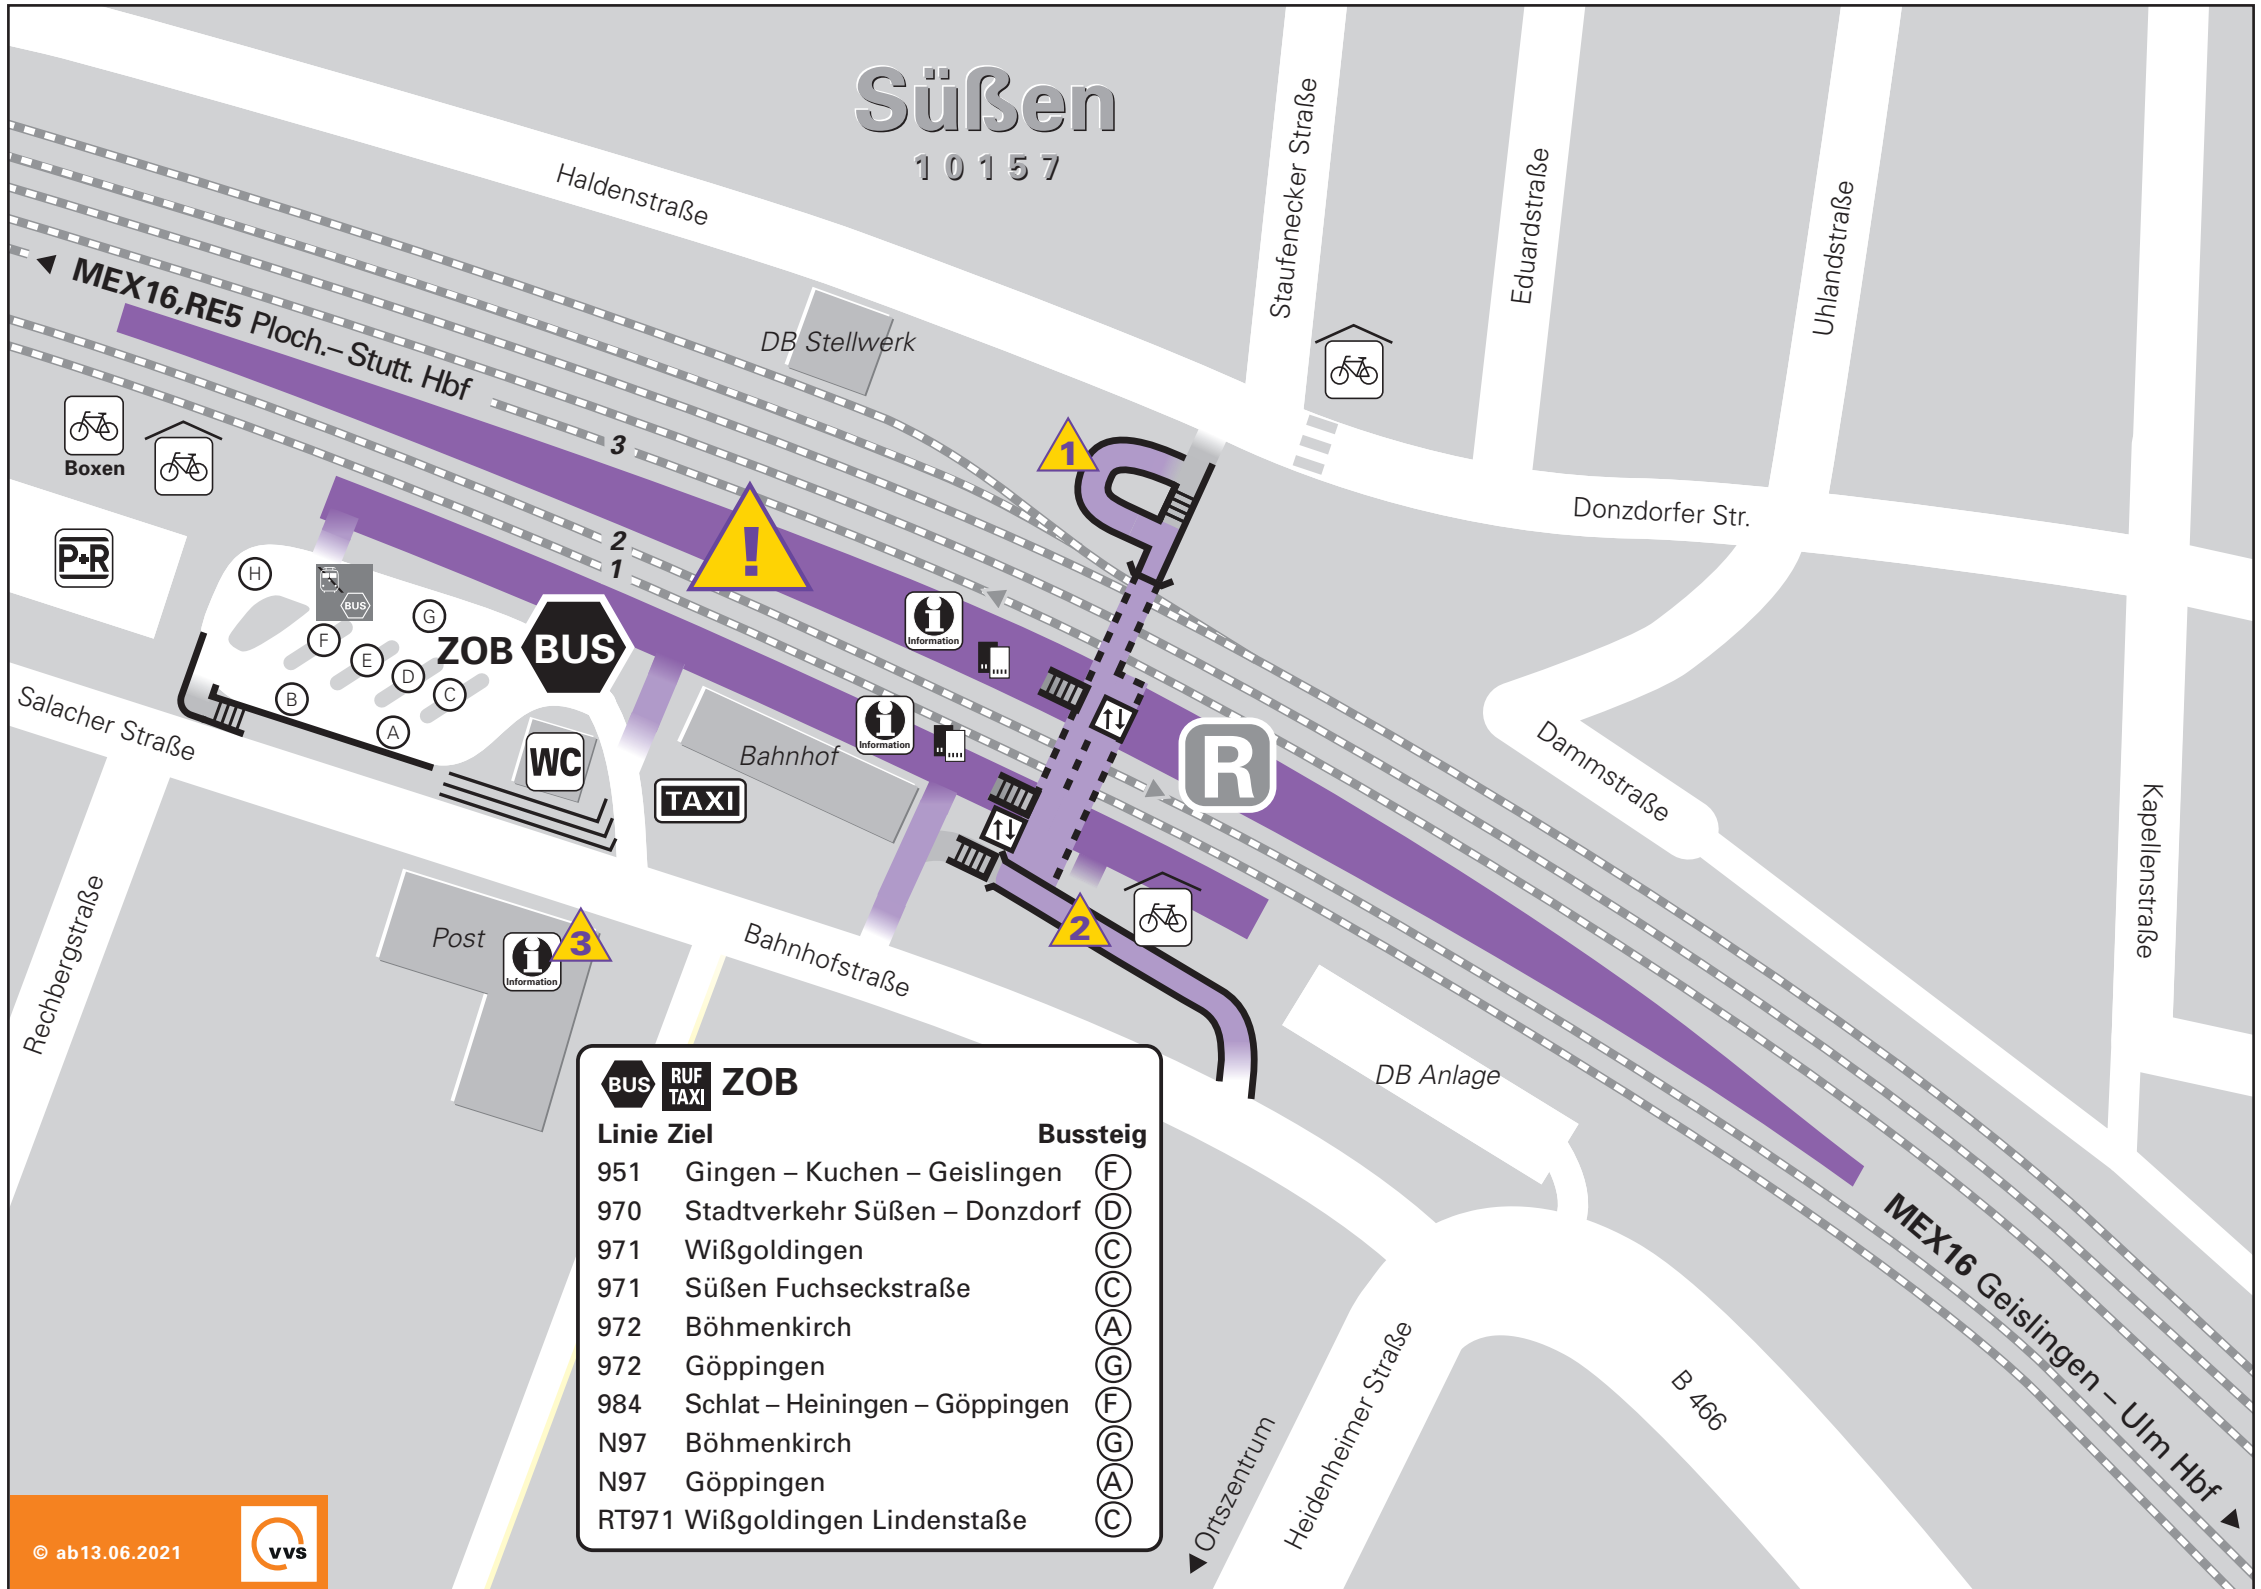 Süßen
10157
Haldenstraße
Staufenecker Straße
Eduardstraße
Uhlandstraße
MEX16,RE5 Ploch.– Stutt. Hbf
DB Stellwerk
3
2
1
Boxen
P+R
1
!
Donzdorfer Str.
H
BUS
G
F
E
D
C
B
A
ZOB BUS
Information
Information
Salacher Straße
WC
TAXI
Bahnhof
R
Dammstraße
Kapellenstraße
Rechbergstraße
Post
Information
3
2
Bahnhofstraße
DB Anlage
BUS RUF TAXI ZOB
Linie Ziel Bussteig
951 Gingen – Kuchen – Geislingen F
970 Stadtverkehr Süßen – Donzdorf D
971 Wißgoldingen C
971 Süßen Fuchseckstraße C
972 Böhmenkirch A
972 Göppingen G
984 Schlat – Heiningen – Göppingen F
N97 Böhmenkirch G
N97 Göppingen A
RT971 Wißgoldingen Lindenstaße C
MEX16 Geislingen – Ulm Hbf
Ortszentrum
Heidenheimer Straße
B 466
© ab13.06.2021
VVS